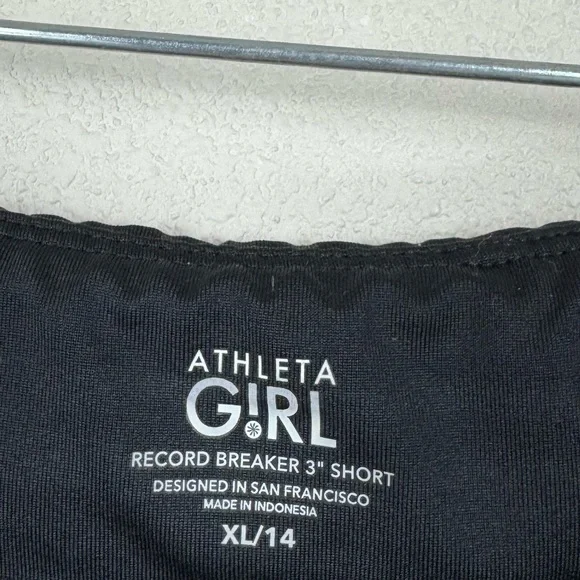 ATHLETA
G!RL
RECORD BREAKER 3" SHORT
DESIGNED IN SAN FRANCISCO
MADE IN INDONESIA
XL/14